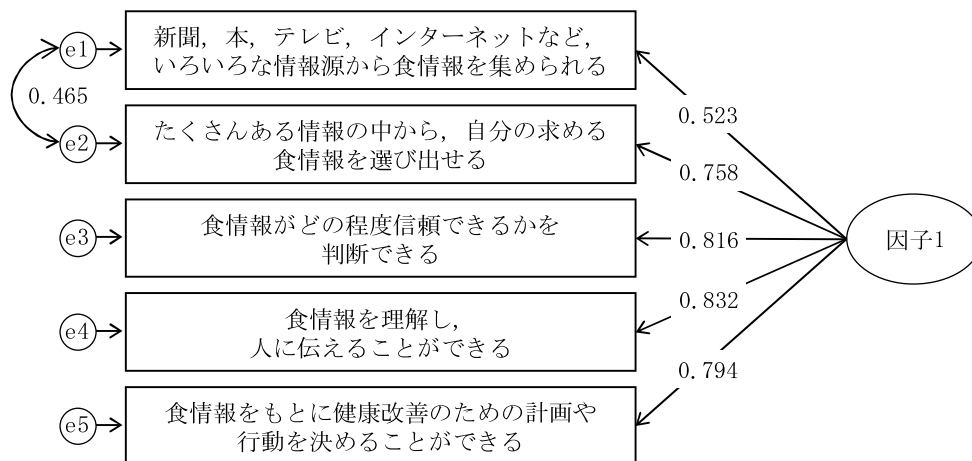 e1
新聞，本，テレビ，インターネットなど，
いろいろな情報源から食情報を集められる
0.465
0.523
e2
たくさんある情報の中から，自分の求める
食情報を選び出せる
0.758
e3
食情報がどの程度信頼できるかを
判断できる
0.816
因子1
e4
食情報を理解し，
人に伝えることができる
0.832
0.794
e5
食情報をもとに健康改善のための計画や
行動を決めることができる